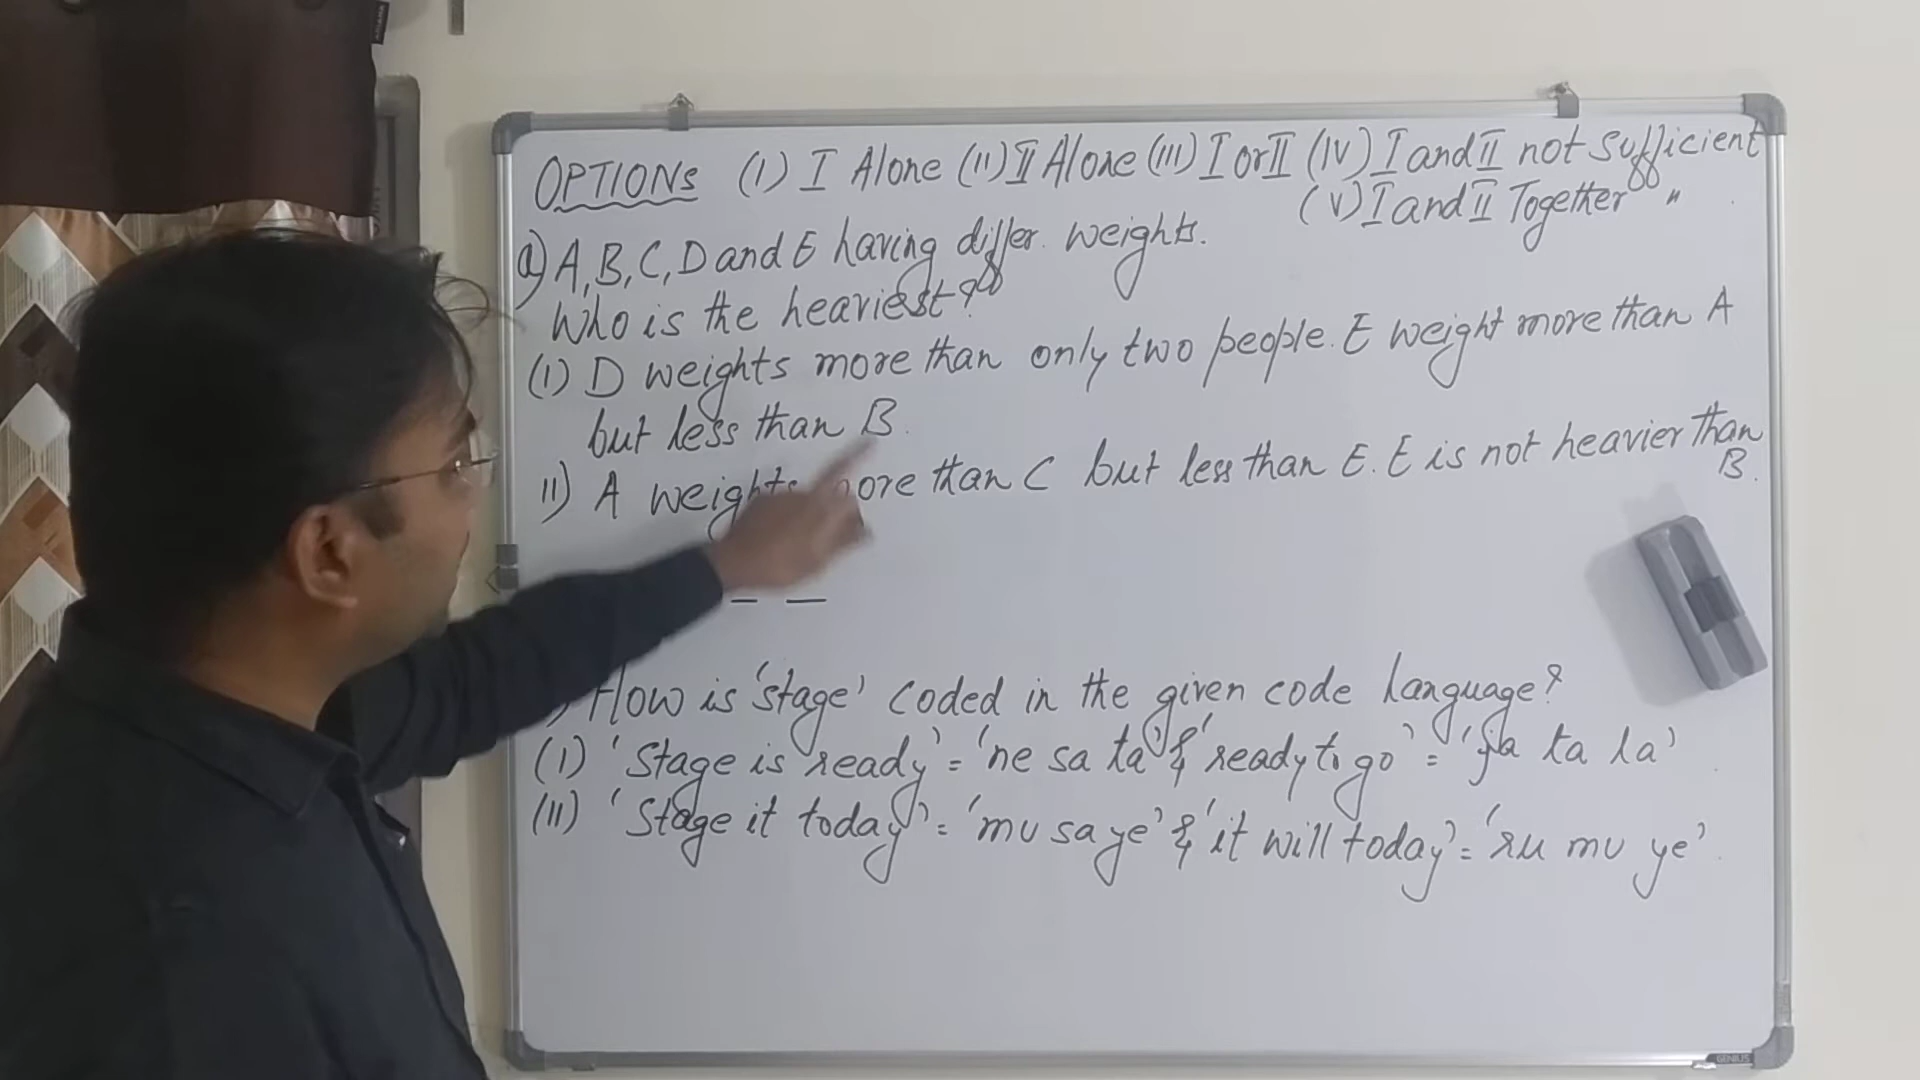 OPTIONS (I) I Alone (II) II Alone (III) I or II (IV) I and II not sufficient
(V) I and II Together "
Q) A, B, C, D and E having differ. weights.
Who is the heaviest?
(I) D weights more than only two people. E weight more than A
but less than B.
II) A weights more than C but less than E. E is not heavier than
B.
) How is 'stage' coded in the given code language?
(I) 'Stage is ready' = 'ne sa ta' & 'ready to go' = 'ja ta la'
(II) 'Stage it today' = 'mu sa ye' & 'it will today' = 'ru mu ye'.
GENIUS